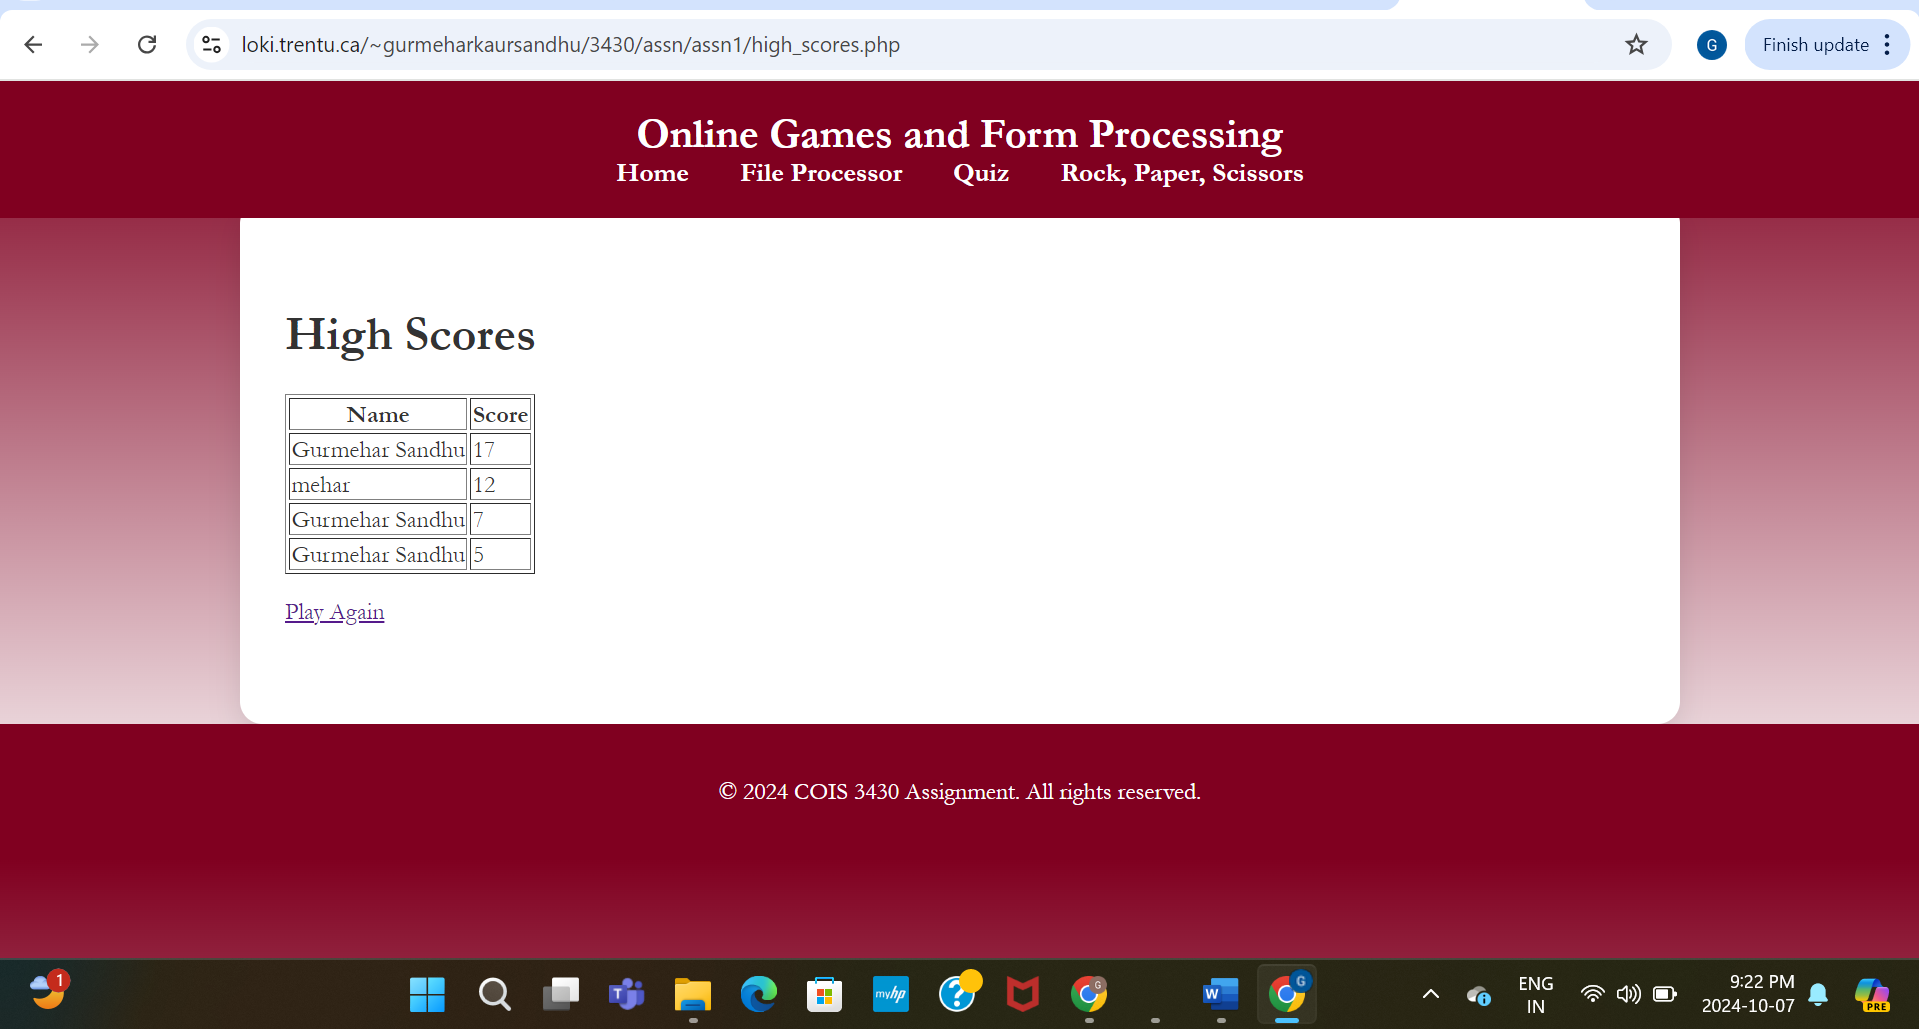 loki.trentu.ca/~gurmeharkaursandhu/3430/assn/assn1/high_scores.php
G
Finish update
Online Games and Form Processing
Home File Processor Quiz Rock, Paper, Scissors
High Scores
Name Score
Gurmehar Sandhu 17
mehar 12
Gurmehar Sandhu 7
Gurmehar Sandhu 5
Play Again
© 2024 COIS 3430 Assignment. All rights reserved.
1
T
myhp
?
G
W
G
i
ENG
IN
9:22 PM
2024-10-07
PRE